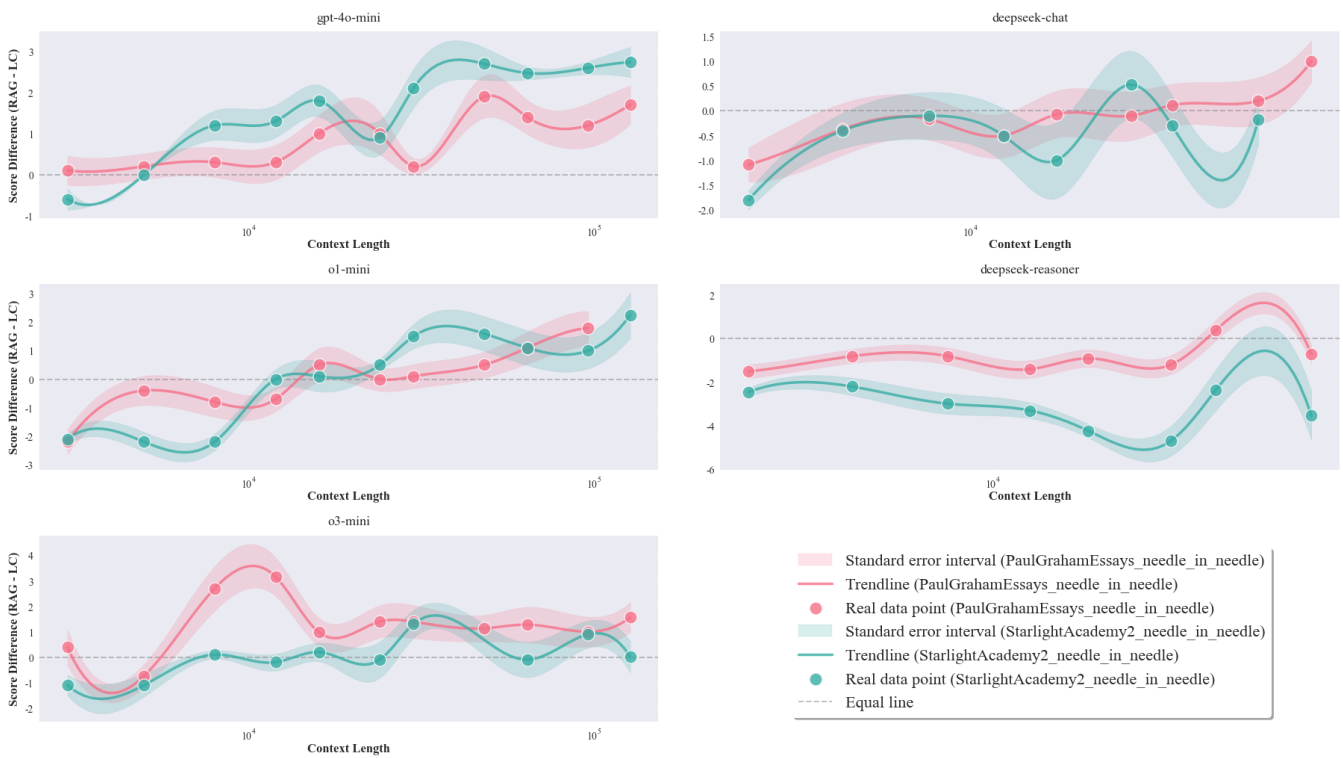 gpt-4o-mini
Score Difference (RAG - LC)
3
2
1
0
-1
10^4
10^5
Context Length
deepseek-chat
1.5
1.0
0.5
0.0
-0.5
-1.0
-1.5
-2.0
10^4
Context Length
o1-mini
Score Difference (RAG - LC)
3
2
1
0
-1
-2
-3
10^4
10^5
Context Length
deepseek-reasoner
2
0
-2
-4
-6
10^4
Context Length
o3-mini
Score Difference (RAG - LC)
4
3
2
1
0
-1
-2
10^4
10^5
Context Length
Standard error interval (PaulGrahamEssays_needle_in_needle)
Trendline (PaulGrahamEssays_needle_in_needle)
Real data point (PaulGrahamEssays_needle_in_needle)
Standard error interval (StarlightAcademy2_needle_in_needle)
Trendline (StarlightAcademy2_needle_in_needle)
Real data point (StarlightAcademy2_needle_in_needle)
Equal line